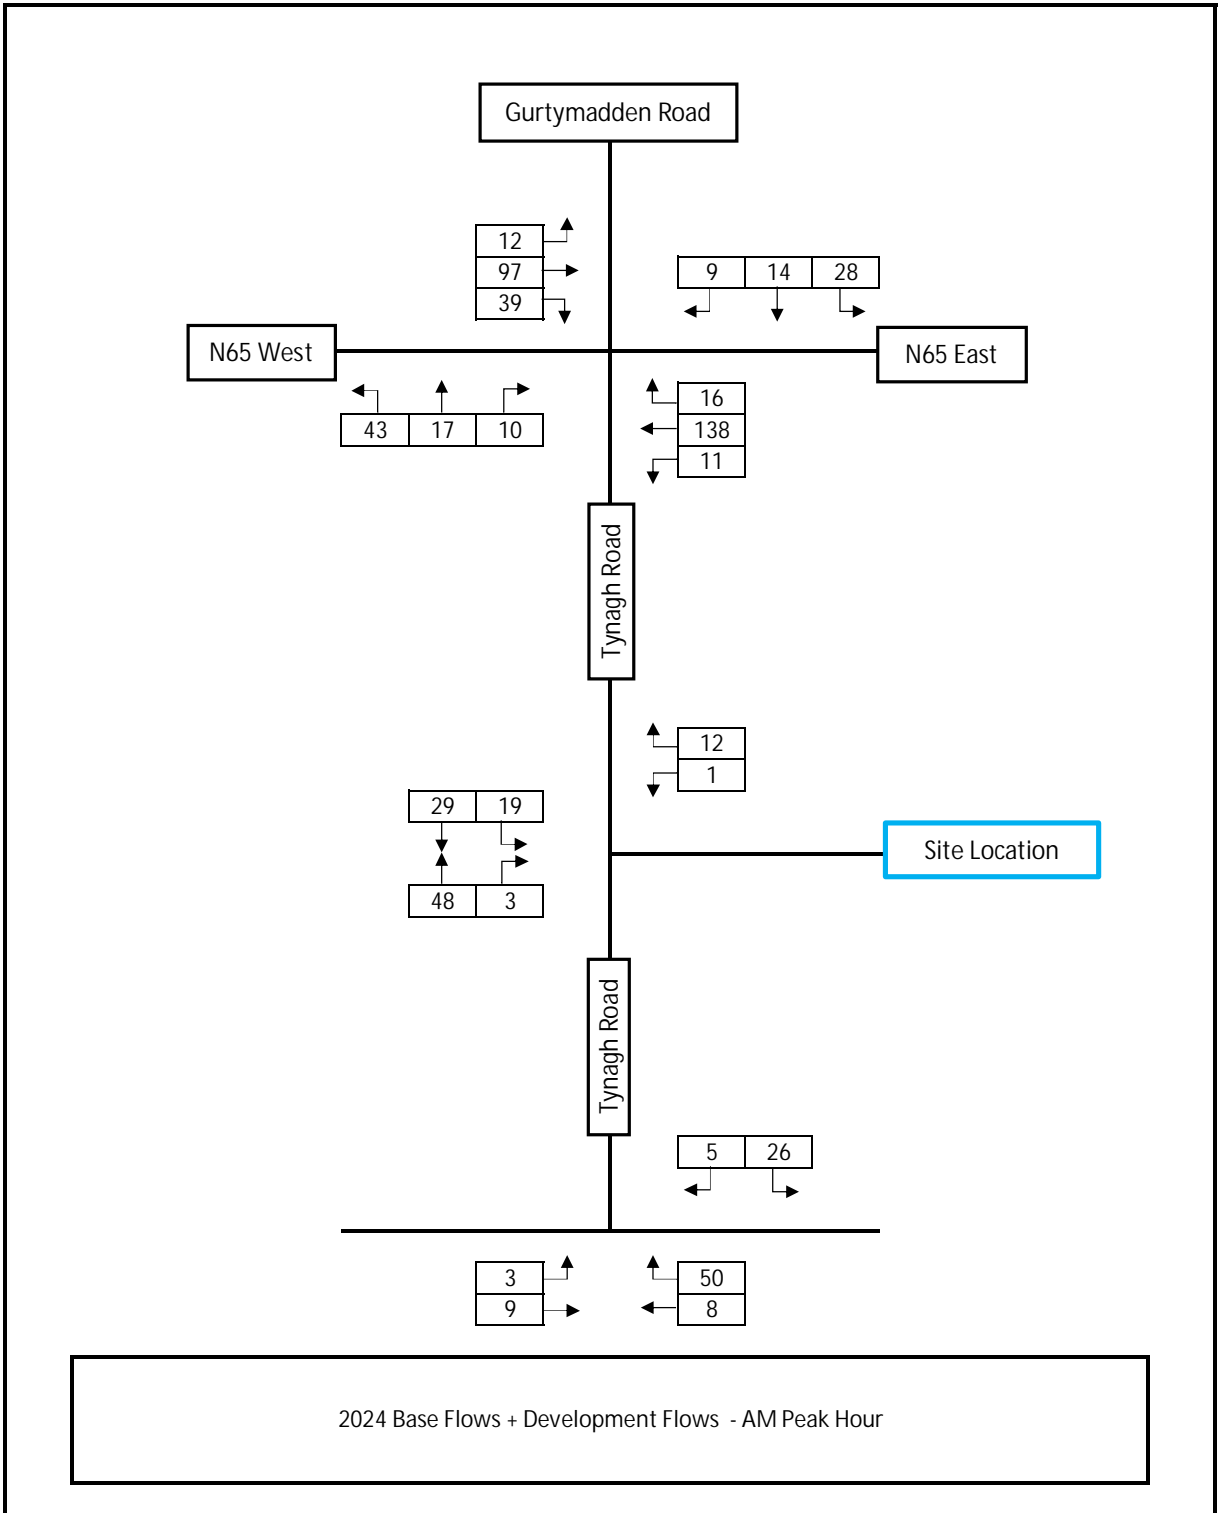 Gurtymadden Road
12
97
39
9 14 28
N65 West
N65 East
43 17 10
16
138
11
Tynagh Road
12
1
29 19
Site Location
48 3
Tynagh Road
5 26
3
9
50
8
2024 Base Flows + Development Flows - AM Peak Hour